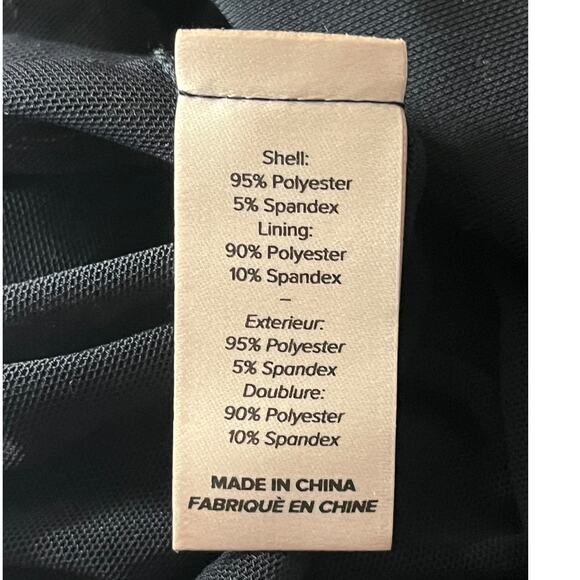 Shell:
95% Polyester
5% Spandex
Lining:
90% Polyester
10% Spandex
–
Exterieur:
95% Polyester
5% Spandex
Doublure:
90% Polyester
10% Spandex
MADE IN CHINA
FABRIQUÈ EN CHINE